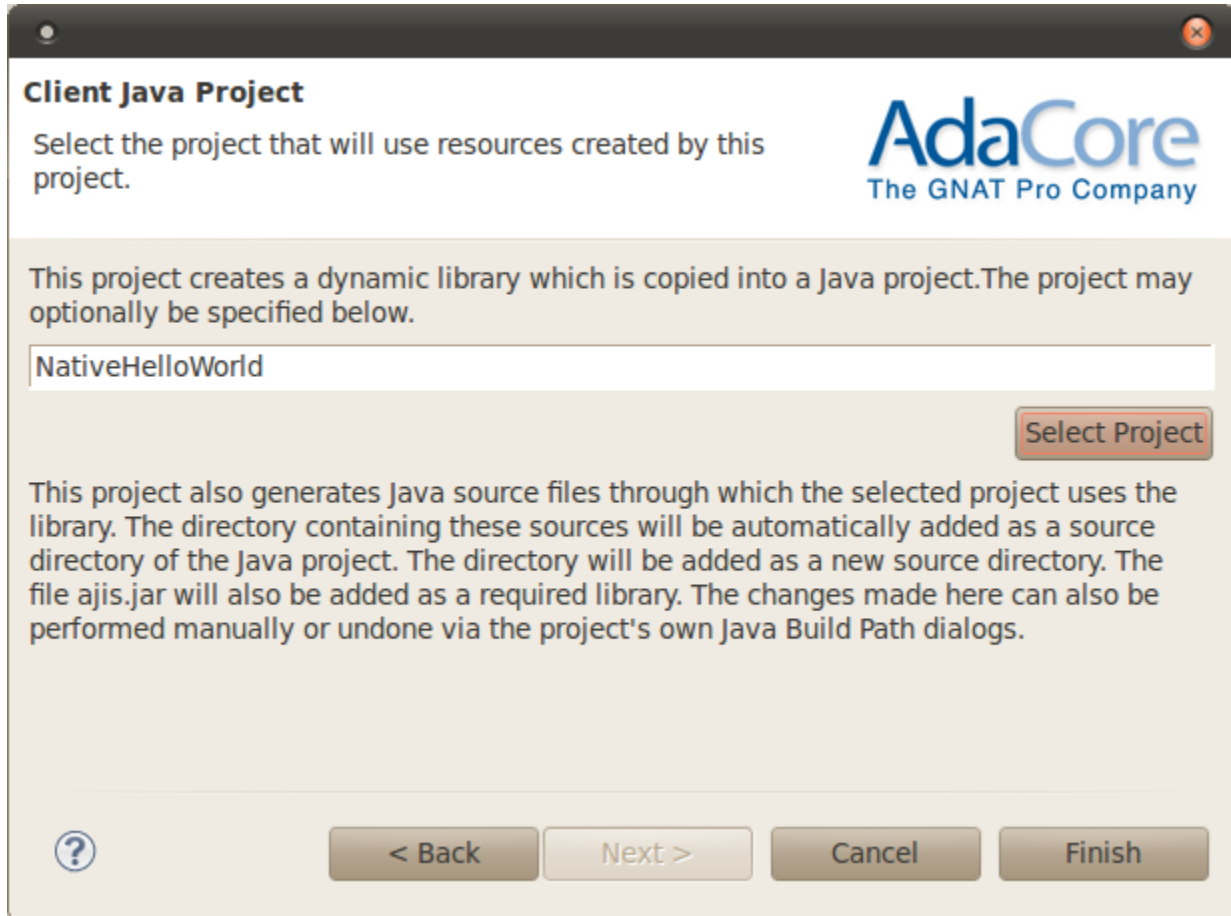 Client Java Project
Select the project that will use resources created by this
project.
AdaCore
The GNAT Pro Company
This project creates a dynamic library which is copied into a Java project.The project may
optionally be specified below.
NativeHelloWorld
Select Project
This project also generates Java source files through which the selected project uses the
library. The directory containing these sources will be automatically added as a source
directory of the Java project. The directory will be added as a new source directory. The
file ajis.jar will also be added as a required library. The changes made here can also be
performed manually or undone via the project's own Java Build Path dialogs.
?
< Back
Next >
Cancel
Finish